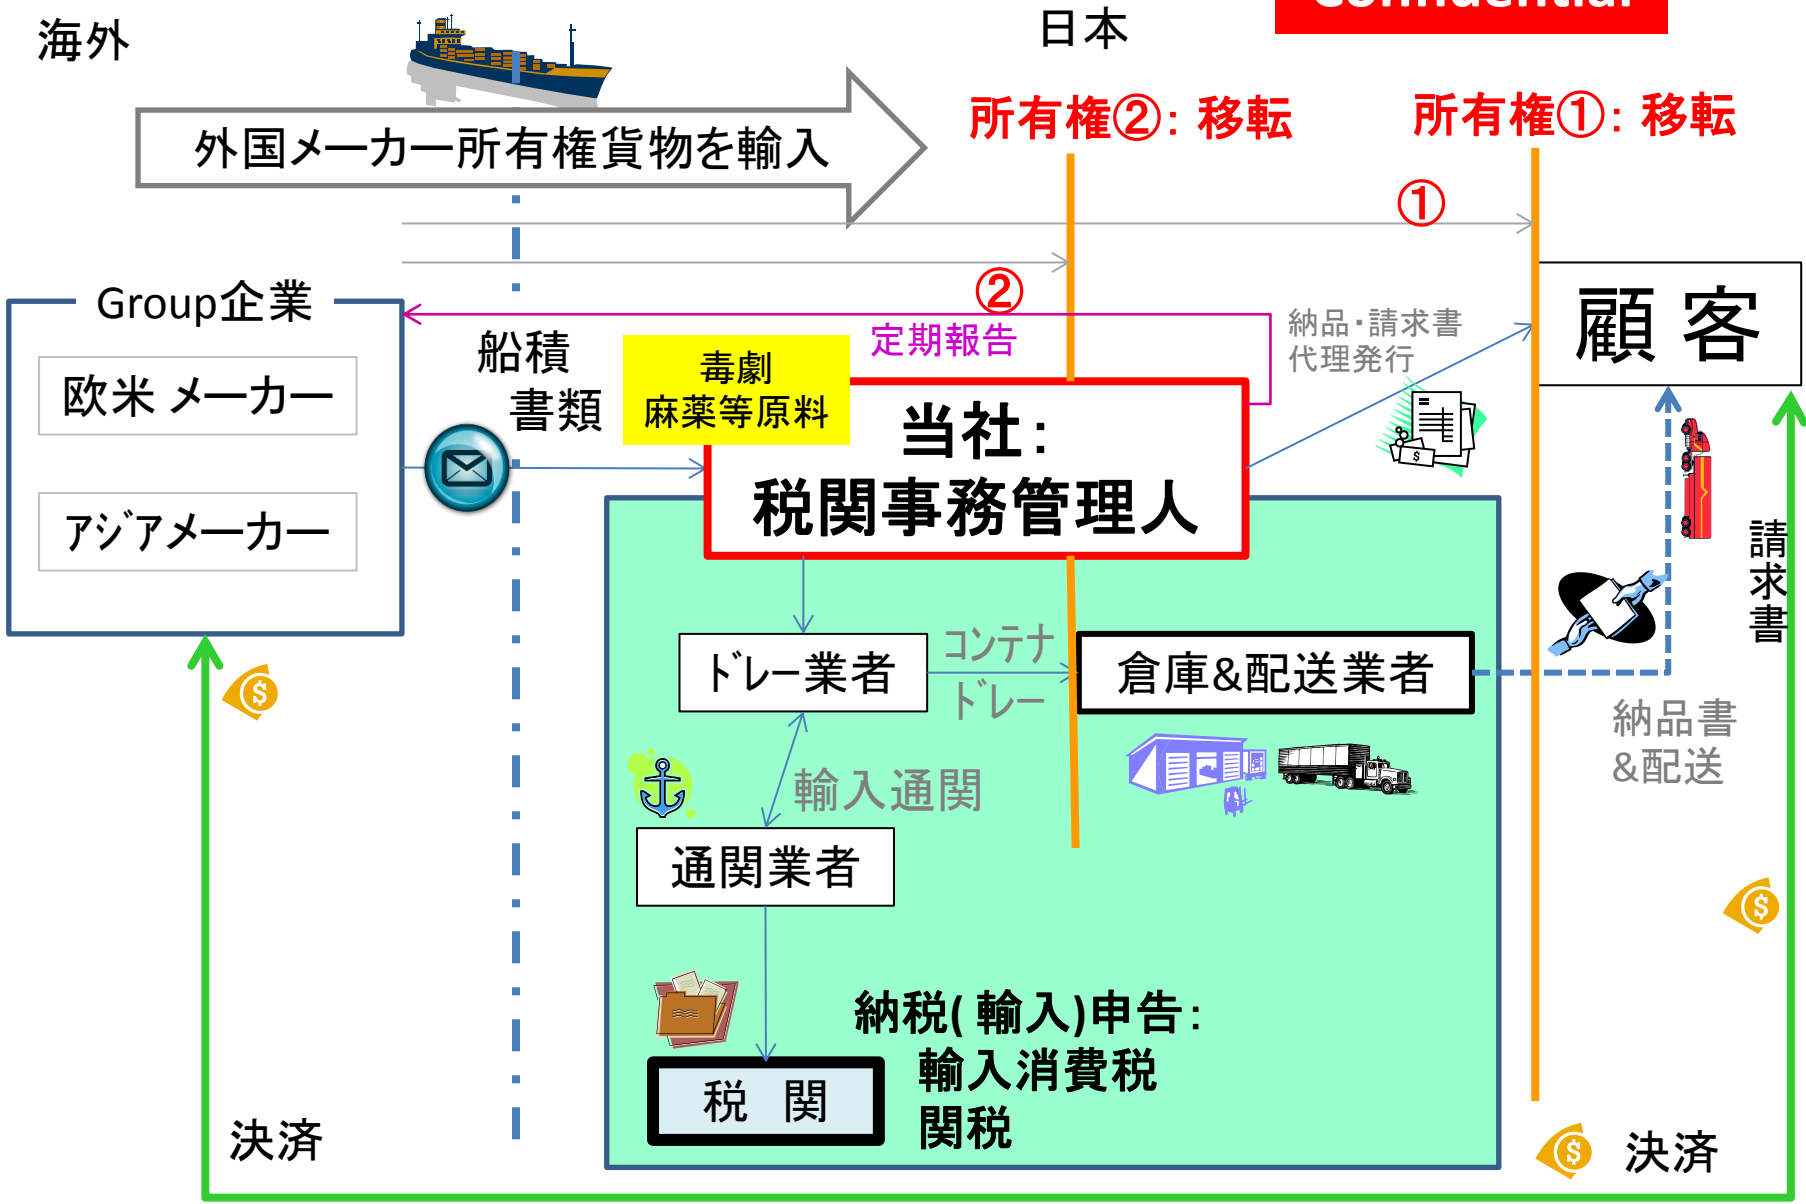 海外
日本
Confidential
所有権②：移転
所有権①：移転
外国メーカー所有権貨物を輸入
①
②
Group企業
欧米 メーカー
アジアメーカー
船積
書類
毒劇
麻薬等原料
定期報告
納品・請求書
代理発行
顧 客
当社：
税関事務管理人
請求書
ドレー業者
コンテナ
ドレー
倉庫&配送業者
納品書
&配送
輸入通関
通関業者
納税( 輸入)申告：
輸入消費税
関税
税 関
決済
決済